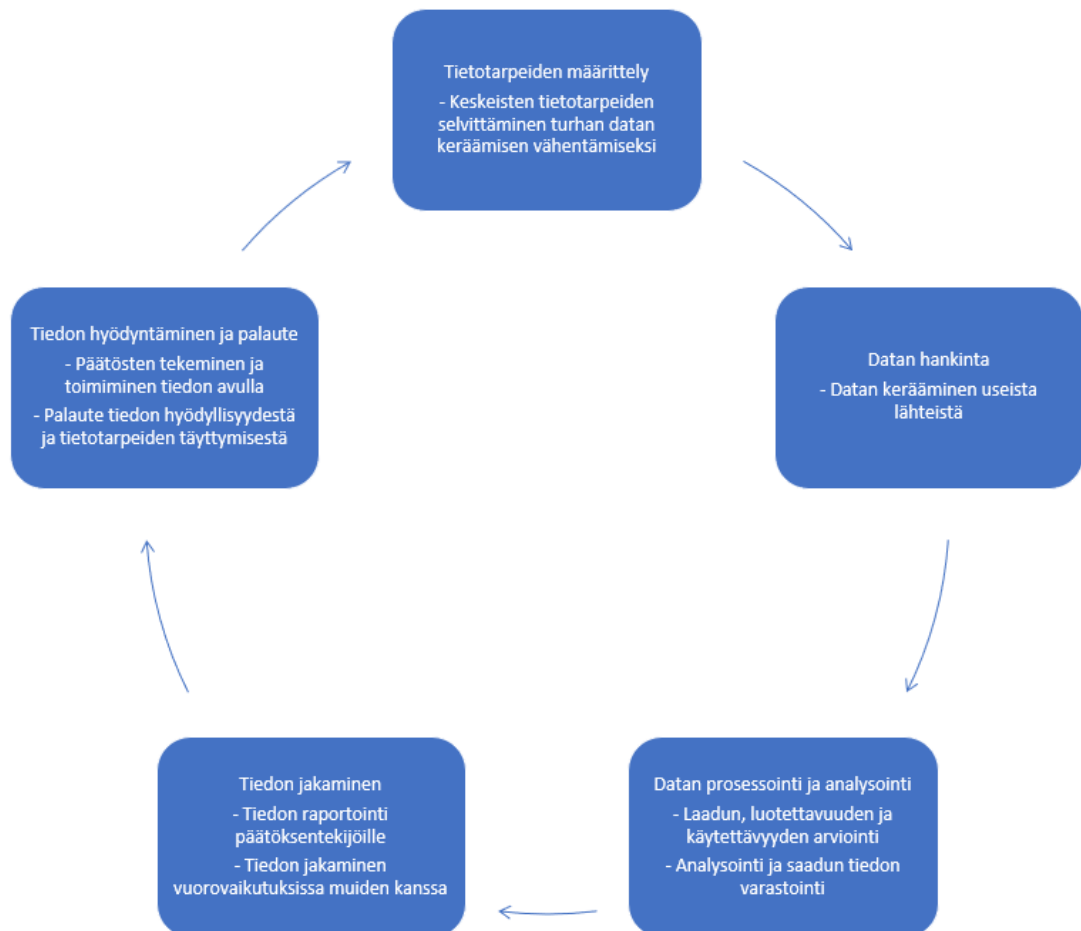 Tietotarpeiden määrittely
- Keskeisten tietotarpeiden
selvittäminen turhan datan
keräämisen vähentämiseksi
Datan hankinta
- Datan kerääminen useista
lähteistä
Datan prosessointi ja analysointi
- Laadun, luotettavuuden ja
käytettävyyden arviointi
- Analysointi ja saadun tiedon
varastointi
Tiedon jakaminen
- Tiedon raportointi
päätöksentekijöille
- Tiedon jakaminen
vuorovaikutuksissa muiden kanssa
Tiedon hyödyntäminen ja palaute
- Päätösten tekeminen ja
toimiminen tiedon avulla
- Palaute tiedon hyödyllisyydestä
ja tietotarpeiden täyttymisestä